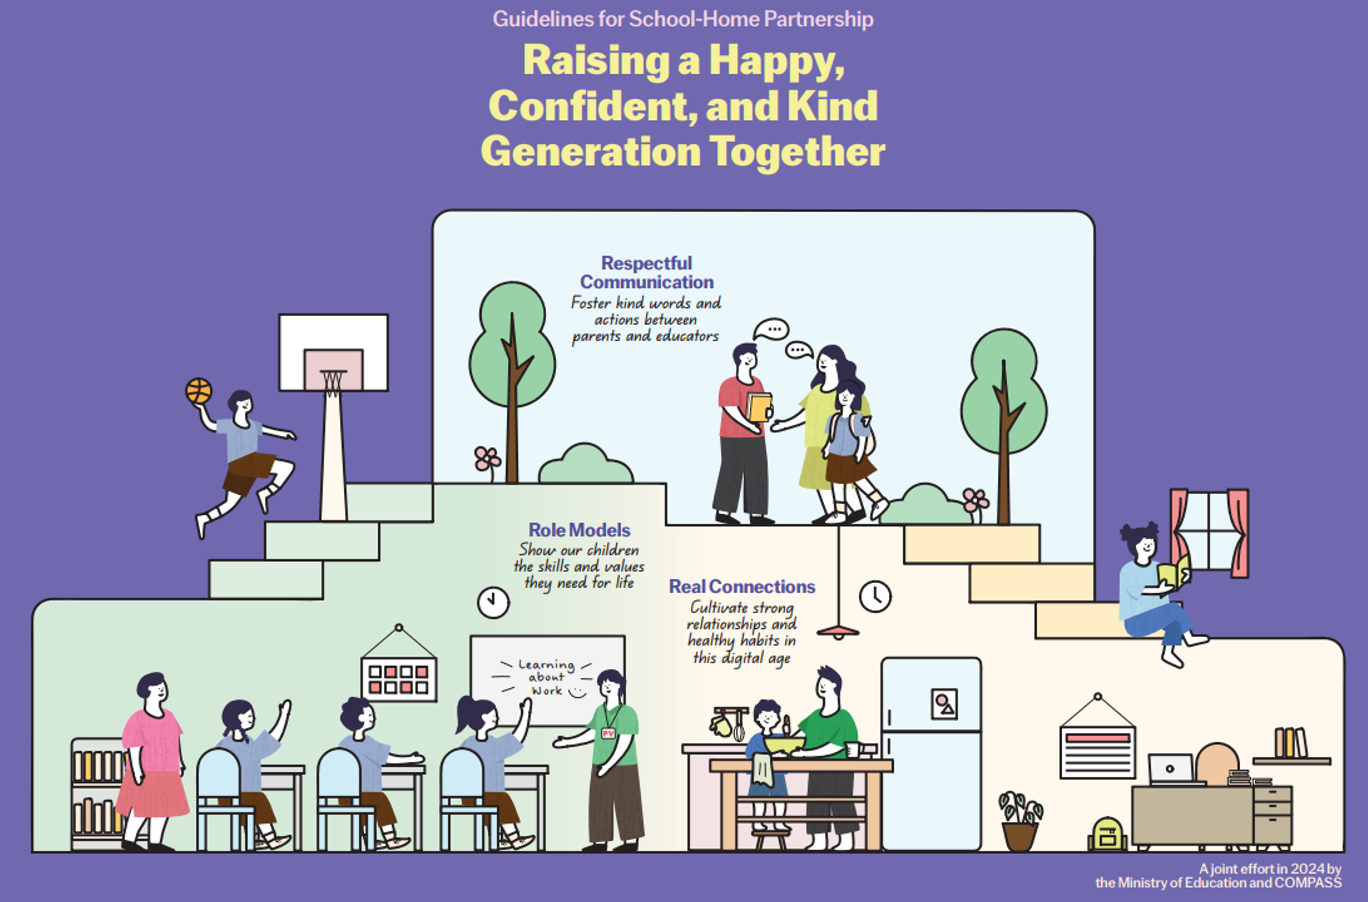 Guidelines for School-Home Partnership
Raising a Happy,
Confident, and Kind
Generation Together
Respectful
Communication
Foster kind words and
actions between
parents and educators
Role Models
Show our children
the skills and values
they need for life
Real Connections
Cultivate strong
relationships and
healthy habits in
this digital age
Learning
about
Work
PV
A joint effort in 2024 by
the Ministry of Education and COMPASS